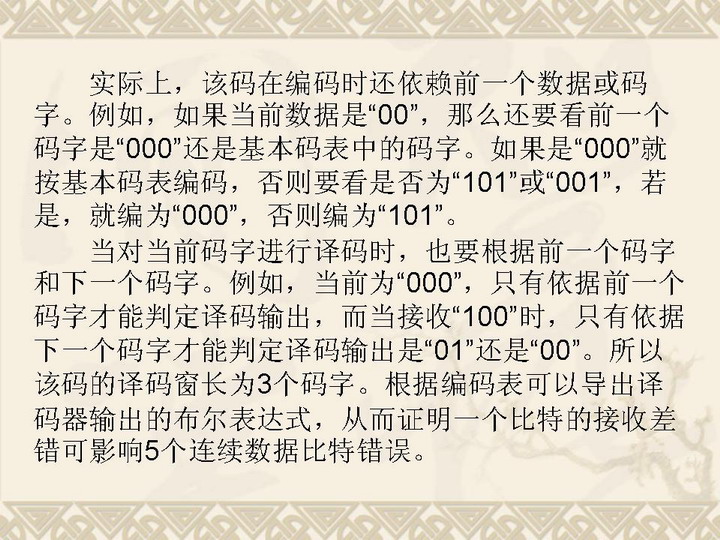 实际上，该码在编码时还依赖前一个数据或码
字。例如，如果当前数据是“00”，那么还要看前一个
码字是“000”还是基本码表中的码字。如果是“000”就
按基本码表编码，否则要看是否为“101”或“001”，若
是，就编为“000”，否则编为“101”。
当对当前码字进行译码时，也要根据前一个码字
和下一个码字。例如，当前为“000”，只有依据前一个
码字才能判定译码输出，而当接收“100”时，只有依据
下一个码字才能判定译码输出是“01”还是“00”。所以
该码的译码窗长为3个码字。根据编码表可以导出译
码器输出的布尔表达式，从而证明一个比特的接收差
错可影响5个连续数据比特错误。